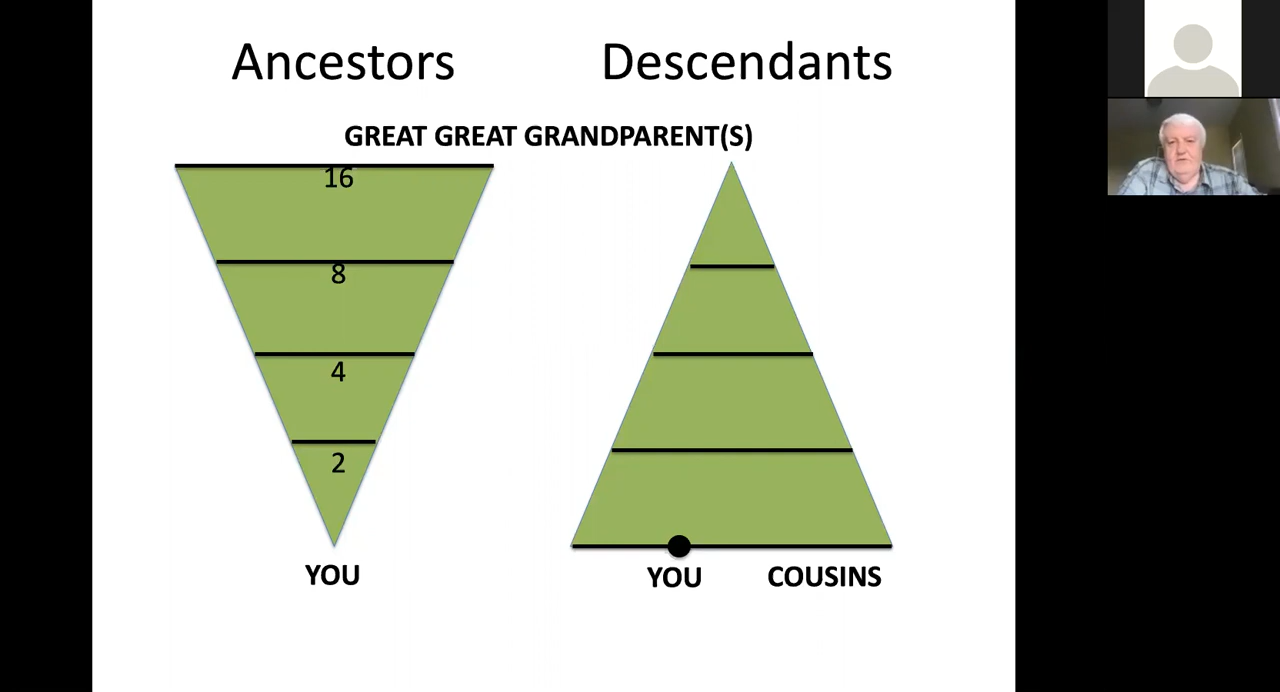 Ancestors
Descendants
GREAT GREAT GRANDPARENT(S)
16
8
4
2
YOU
YOU
COUSINS